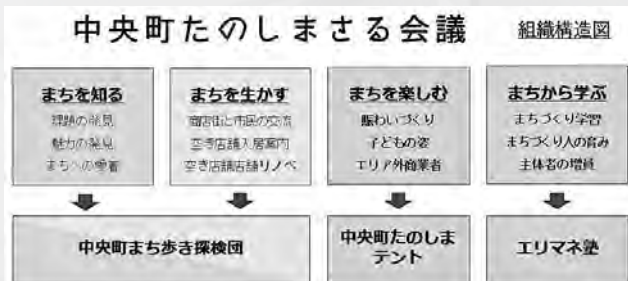 中央町たのしまさる会議
組織構造図
まちを知る
課題の発見
魅力の発見
まちへの愛着
まちを生かす
商店街と市民の交流
空き店舗入居案内
空き店舗店舗リノベ
まちを楽しむ
賑わいづくり
子どもの姿
エリア外商業者
まちから学ぶ
まちづくり学習
まちづくり人の育み
主体者の増員
中央町まち歩き探検団
中央町たのしま
テント
エリマネ塾